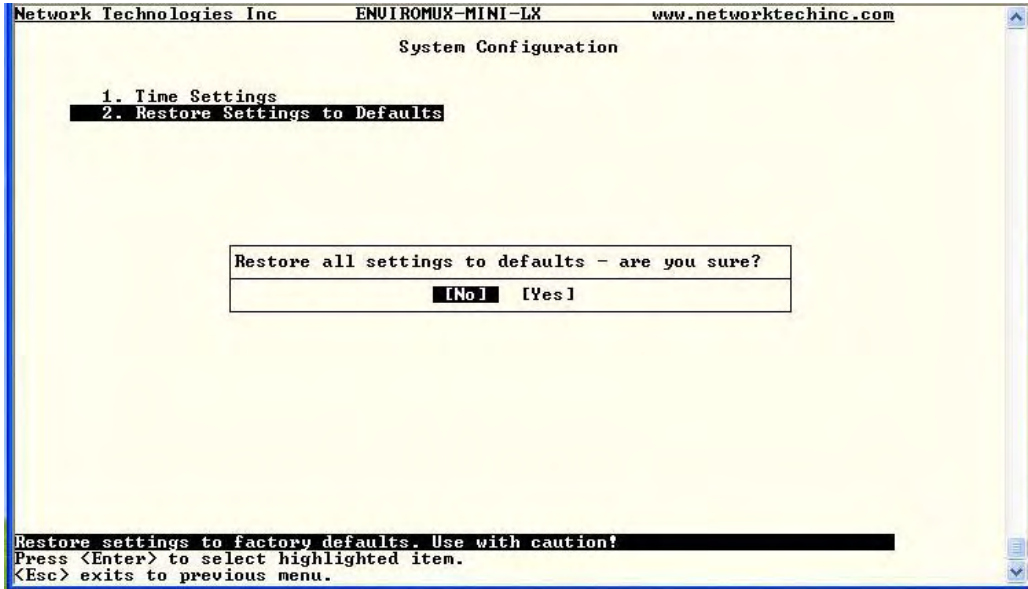 Network Technologies Inc ENVIROMUX-MINI-LX www.networktechinc.com
System Configuration
1. Time Settings
2. Restore Settings to Defaults
Restore all settings to defaults - are you sure?
[No] [Yes]
Restore settings to factory defaults. Use with caution!
Press <Enter> to select highlighted item.
<Esc> exits to previous menu.